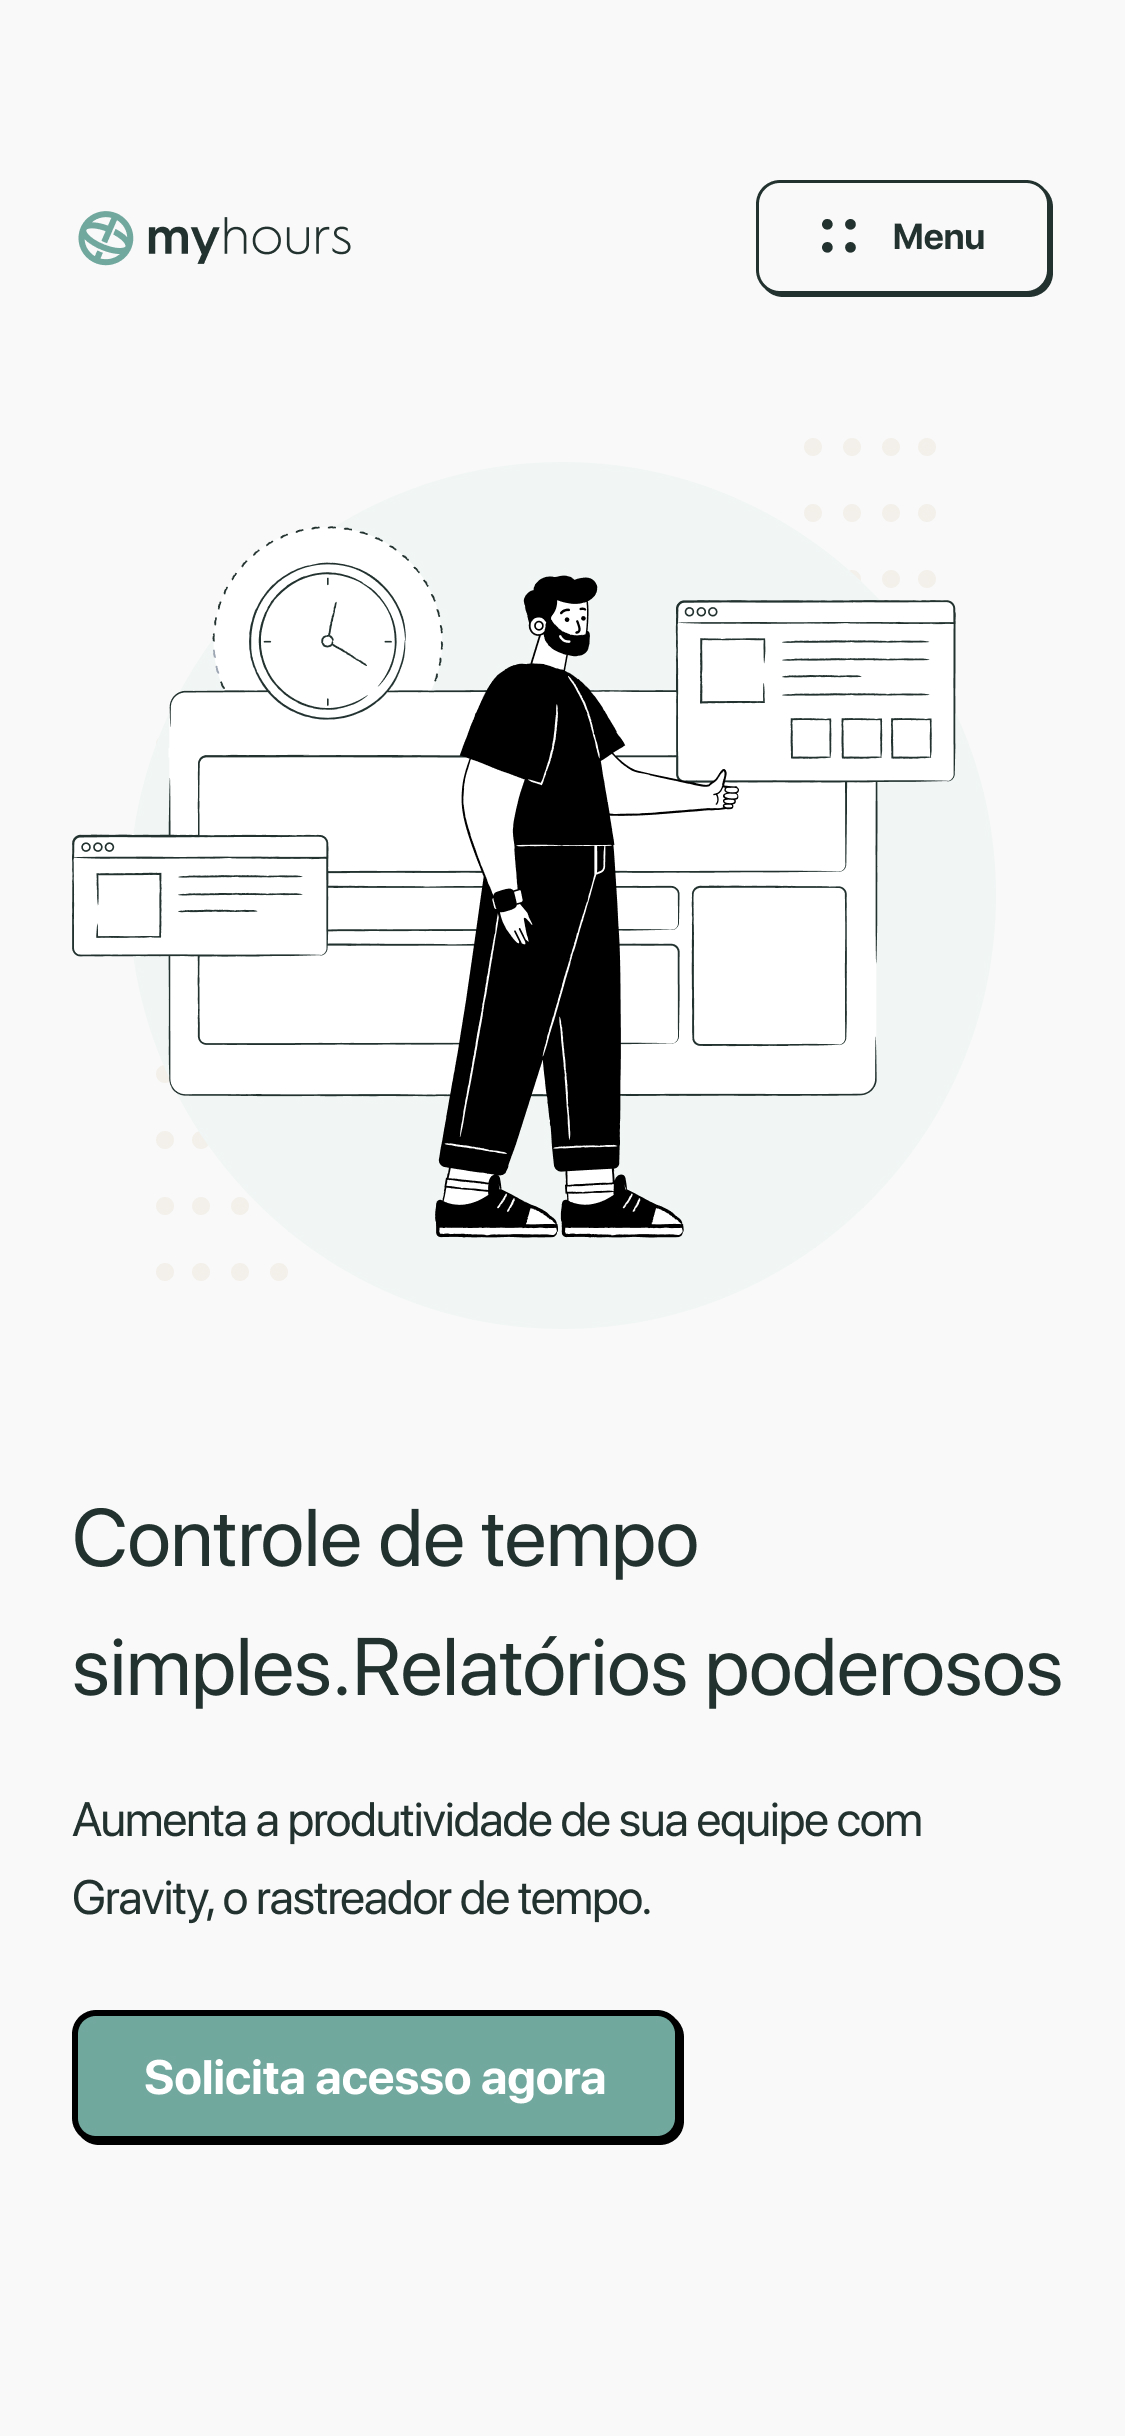 myhours
Menu
Controle de tempo
simples.Relatórios poderosos
Aumenta a produtividade de sua equipe com
Gravity, o rastreador de tempo.
Solicita acesso agora